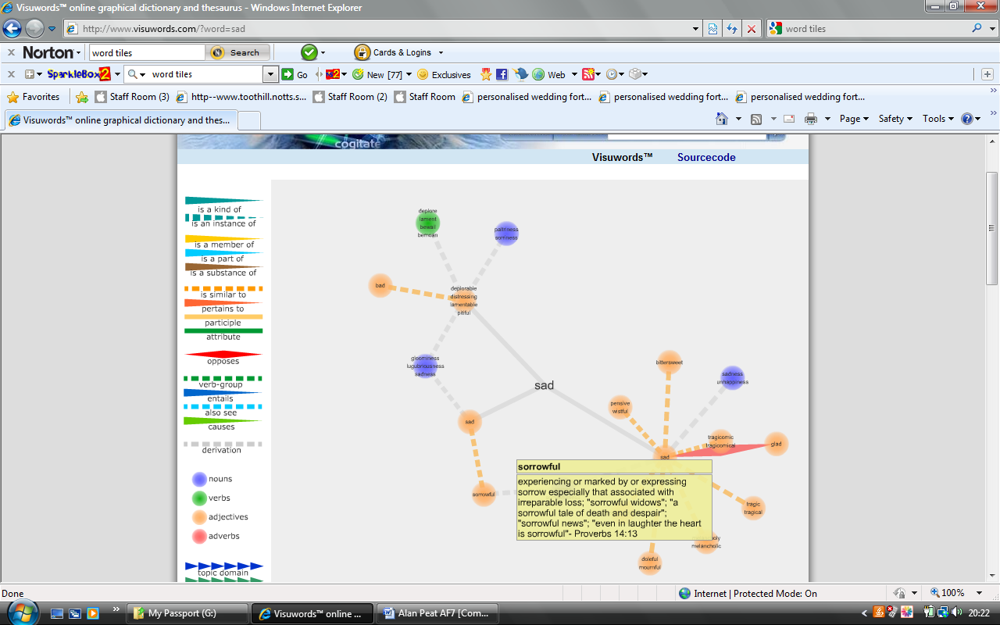 Visuwords™ online graphical dictionary and thesaurus - Windows Internet Explorer
http://www.visuwords.com/?word=sad
word tiles
Norton
word tiles
Search
Cards & Logins
SparkleBox2
word tiles
Go
New [77]
Exclusives
Web
Favorites
Staff Room (3)
http--www.toothill.notts.s...
Staff Room (2)
Staff Room
personalised wedding fort...
personalised wedding fort...
personalised wedding fort...
Visuwords™ online graphical dictionary and thes...
Page
Safety
Tools
cogitate
Visuwords™
Sourcecode
is a kind of
is an instance of
is a member of
is a part of
is a substance of
is similar to
pertains to
participle
attribute
opposes
verb-group
entails
also see
causes
derivation
nouns
verbs
adjectives
adverbs
topic domain
deplore
lament
bewail
bemoan
paltriness
sorriness
bad
deplorable
distressing
lamentable
pitiful
gloominess
lugubriousness
sadness
sad
bittersweet
sadness
unhappiness
pensive
wistful
sad
tragicomic
tragicomical
glad
sad
sorrowful
sorrowful
experiencing or marked by or expressing
sorrow especially that associated with
irreparable loss; "sorrowful widows"; "a
sorrowful tale of death and despair";
"sorrowful news"; "even in laughter the heart
is sorrowful"- Proverbs 14:13
tragic
tragical
melancholic
doleful
mournful
Done
Internet | Protected Mode: On
100%
My Passport (G:)
Visuwords™ online ...
Alan Peat AF7 [Com...
20:22